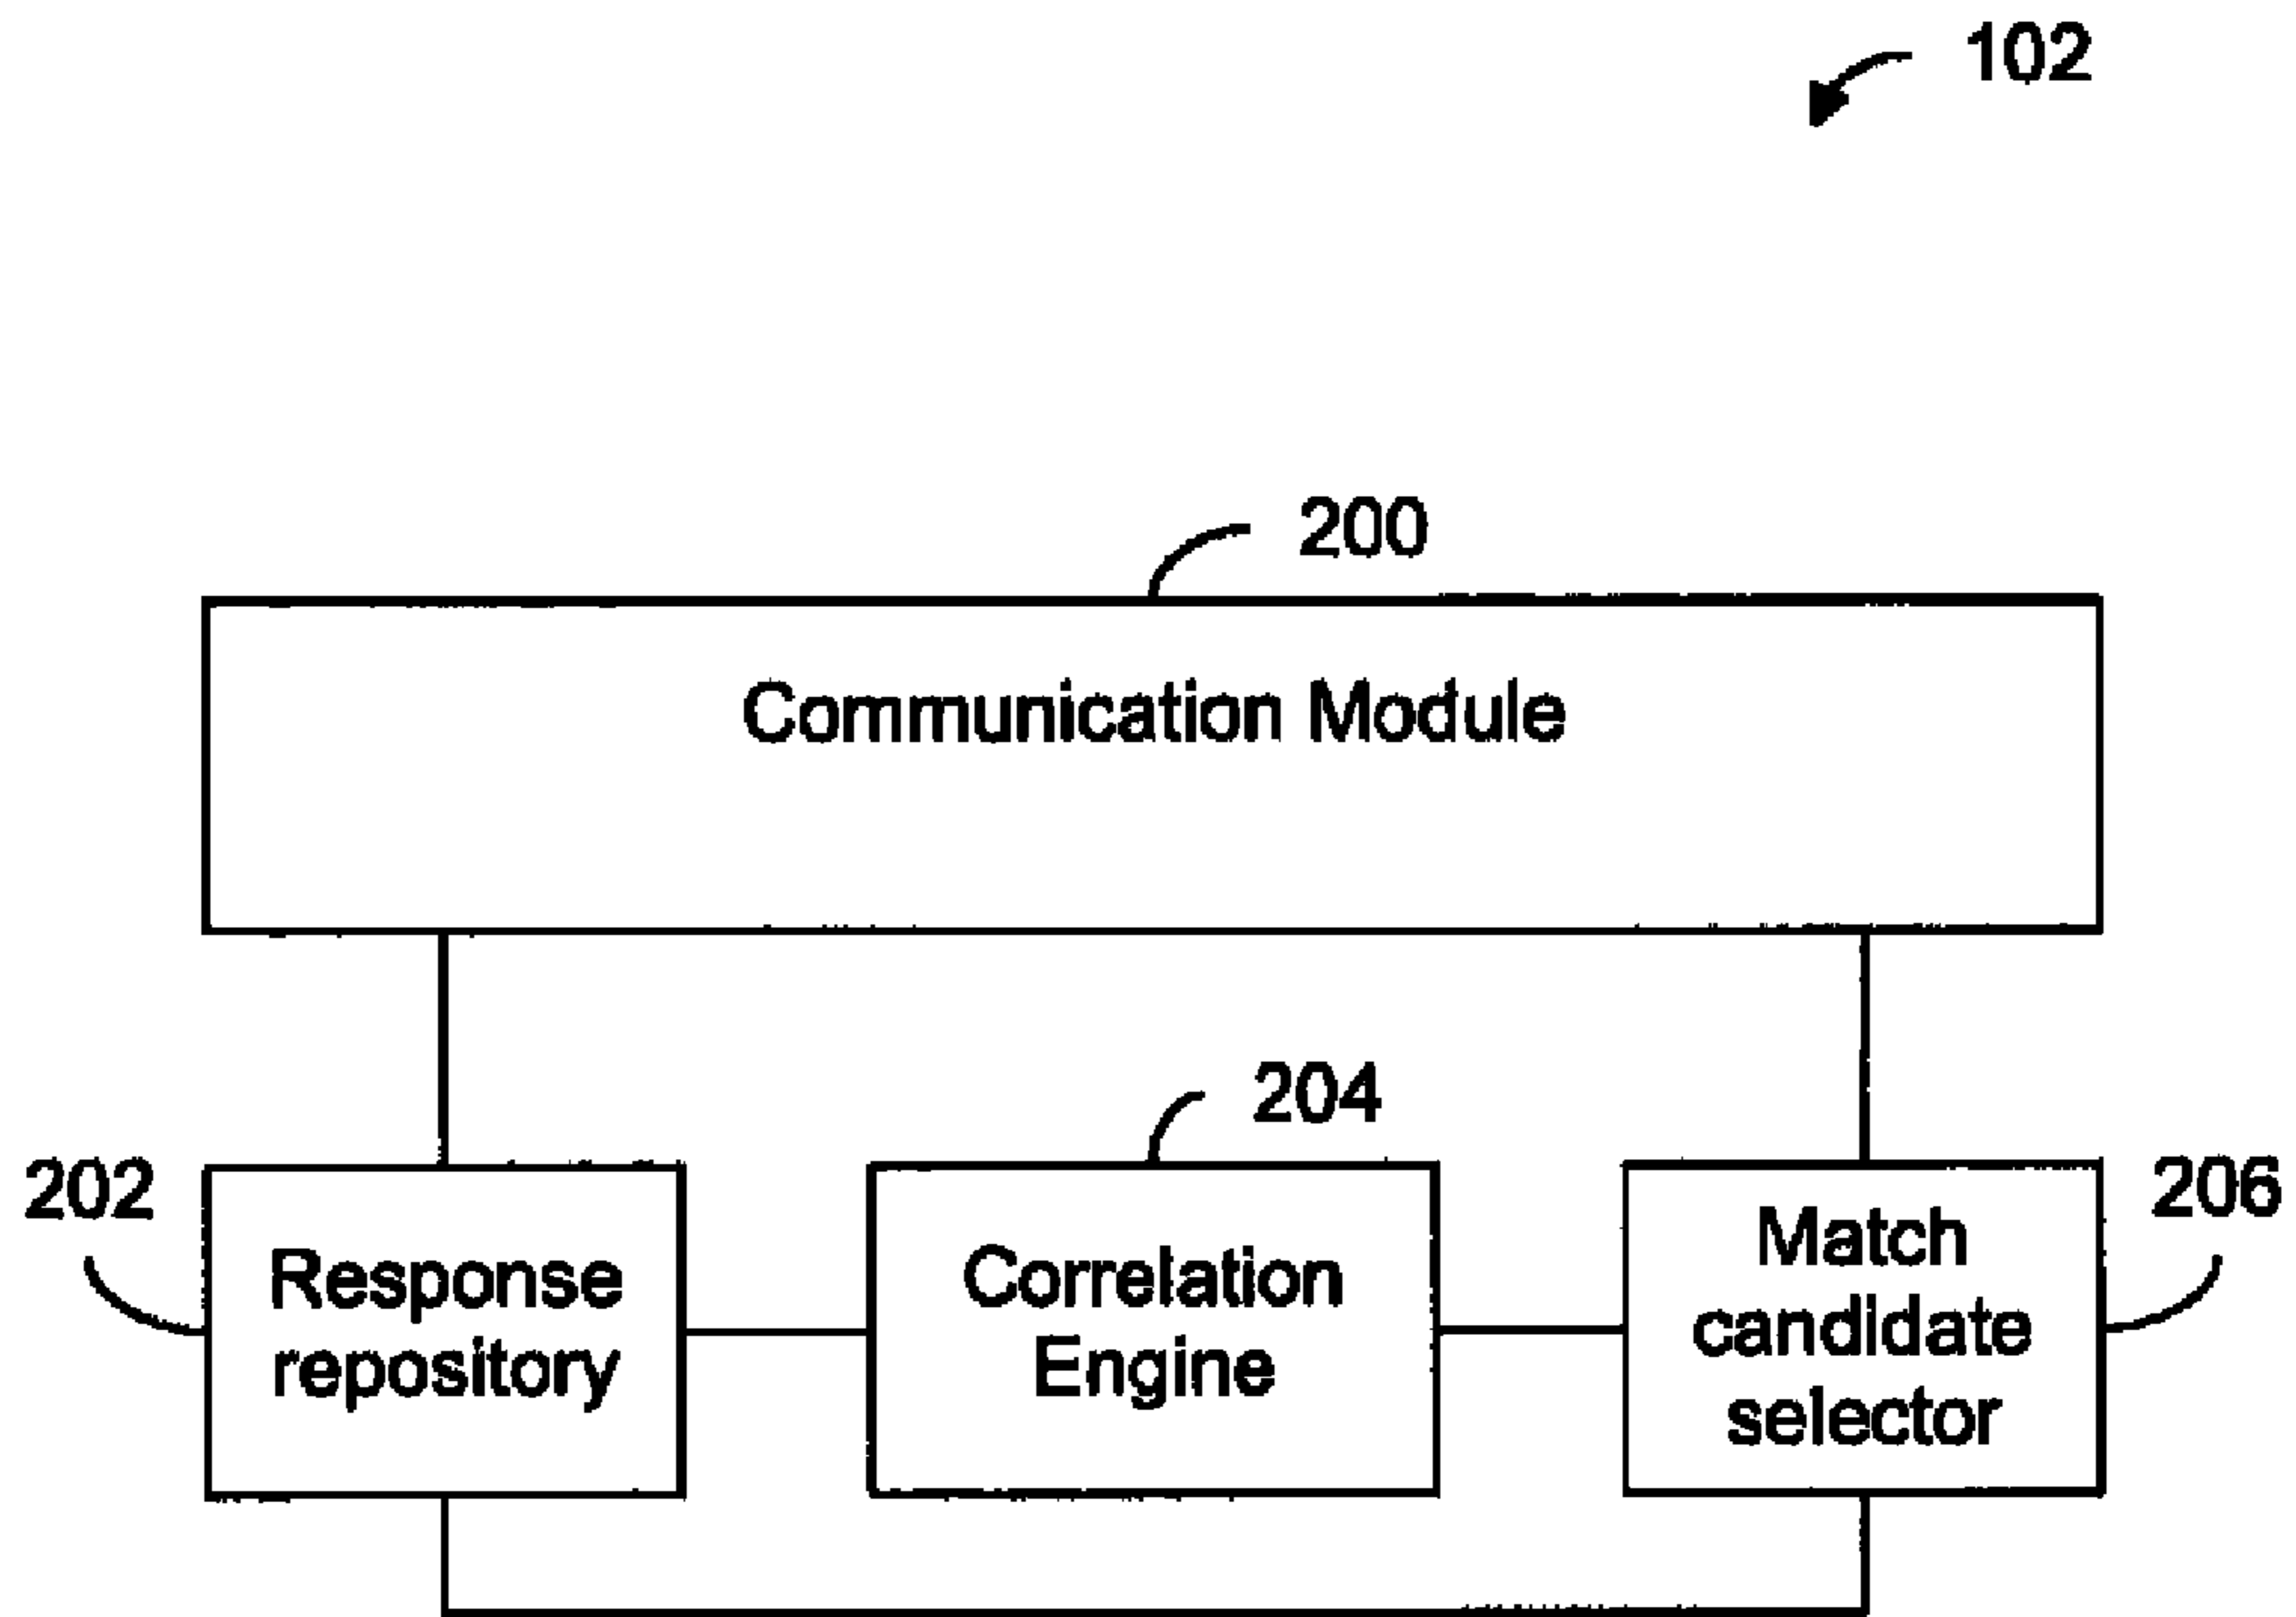 102
200
Communication Module
204
202
206
Response
repository
Correlation
Engine
Match
candidate
selector